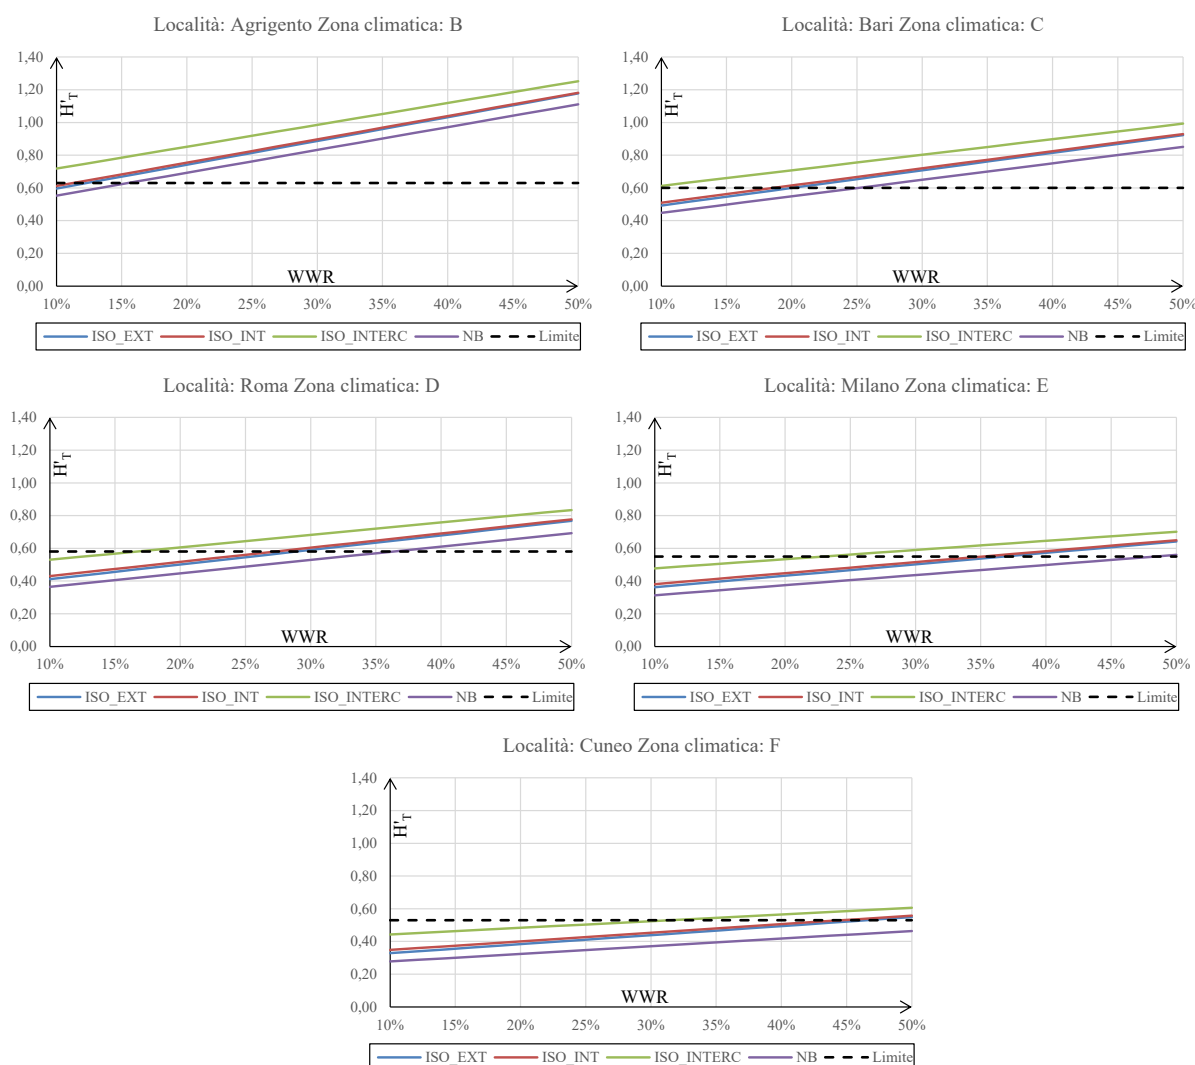 Località: Agrigento Zona climatica: B
1,40
1,20
1,00
0,80
0,60
0,40
0,20
0,00
H'T
WWR
10% 15% 20% 25% 30% 35% 40% 45% 50%
ISO_EXT ISO_INT ISO_INTERC NB Limite
Località: Bari Zona climatica: C
1,40
1,20
1,00
0,80
0,60
0,40
0,20
0,00
H'T
WWR
10% 15% 20% 25% 30% 35% 40% 45% 50%
ISO_EXT ISO_INT ISO_INTERC NB Limite
Località: Roma Zona climatica: D
1,40
1,20
1,00
0,80
0,60
0,40
0,20
0,00
H'T
WWR
10% 15% 20% 25% 30% 35% 40% 45% 50%
ISO_EXT ISO_INT ISO_INTERC NB Limite
Località: Milano Zona climatica: E
1,40
1,20
1,00
0,80
0,60
0,40
0,20
0,00
H'T
WWR
10% 15% 20% 25% 30% 35% 40% 45% 50%
ISO_EXT ISO_INT ISO_INTERC NB Limite
Località: Cuneo Zona climatica: F
1,40
1,20
1,00
0,80
0,60
0,40
0,20
0,00
H'T
WWR
10% 15% 20% 25% 30% 35% 40% 45% 50%
ISO_EXT ISO_INT ISO_INTERC NB Limite